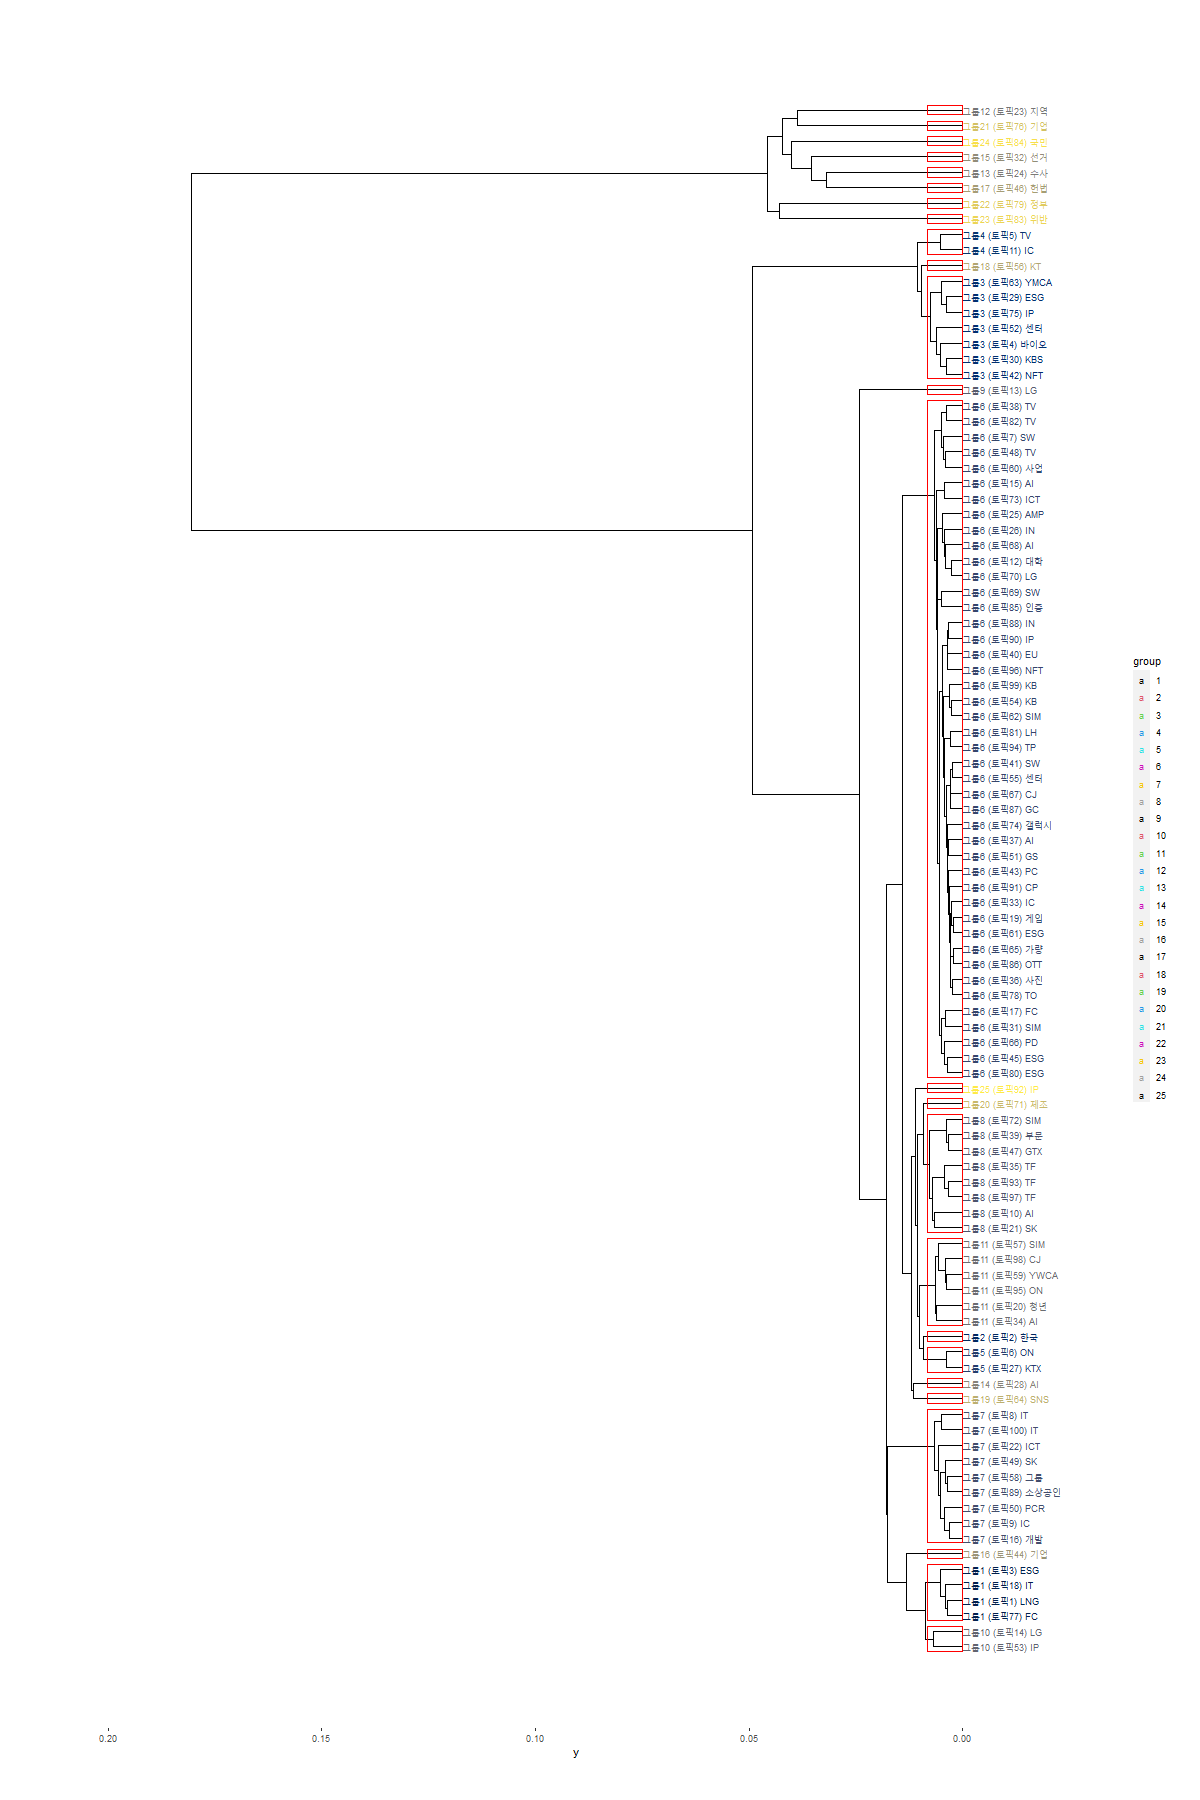 그룹12 (토픽23) 지역
그룹21 (토픽76) 기업
그룹24 (토픽84) 국민
그룹15 (토픽32) 선거
그룹13 (토픽24) 수사
그룹17 (토픽46) 헌법
그룹22 (토픽79) 정부
그룹23 (토픽83) 위반
그룹4 (토픽5) TV
그룹4 (토픽11) IC
그룹18 (토픽56) KT
그룹3 (토픽63) YMCA
그룹3 (토픽29) ESG
그룹3 (토픽75) IP
그룹3 (토픽52) 센터
그룹3 (토픽4) 바이오
그룹3 (토픽30) KBS
그룹3 (토픽42) NFT
그룹9 (토픽13) LG
그룹6 (토픽38) TV
그룹6 (토픽82) TV
그룹6 (토픽7) SW
그룹6 (토픽48) TV
그룹6 (토픽60) 사업
그룹6 (토픽15) AI
그룹6 (토픽73) ICT
그룹6 (토픽25) AMP
그룹6 (토픽26) IN
그룹6 (토픽68) AI
그룹6 (토픽12) 대학
그룹6 (토픽70) LG
그룹6 (토픽69) SW
그룹6 (토픽85) 인증
그룹6 (토픽88) IN
그룹6 (토픽90) IP
그룹6 (토픽40) EU
그룹6 (토픽96) NFT
그룹6 (토픽99) KB
그룹6 (토픽54) KB
그룹6 (토픽62) SIM
그룹6 (토픽81) LH
그룹6 (토픽94) TP
그룹6 (토픽41) SW
그룹6 (토픽55) 센터
그룹6 (토픽67) CJ
그룹6 (토픽87) GC
그룹6 (토픽74) 갤럭시
그룹6 (토픽37) AI
그룹6 (토픽51) GS
그룹6 (토픽43) PC
그룹6 (토픽91) CP
그룹6 (토픽33) IC
그룹6 (토픽19) 게임
그룹6 (토픽61) ESG
그룹6 (토픽65) 가량
그룹6 (토픽86) OTT
그룹6 (토픽36) 사진
그룹6 (토픽78) TO
그룹6 (토픽17) FC
그룹6 (토픽31) SIM
그룹6 (토픽66) PD
그룹6 (토픽45) ESG
그룹6 (토픽80) ESG
그룹25 (토픽92) IP
그룹20 (토픽71) 제조
그룹8 (토픽72) SIM
그룹8 (토픽39) 부문
그룹8 (토픽47) GTX
그룹8 (토픽35) TF
그룹8 (토픽93) TF
그룹8 (토픽97) TF
그룹8 (토픽10) AI
그룹8 (토픽21) SK
그룹11 (토픽57) SIM
그룹11 (토픽98) CJ
그룹11 (토픽59) YWCA
그룹11 (토픽95) ON
그룹11 (토픽20) 청년
그룹11 (토픽34) AI
그룹2 (토픽2) 한국
그룹5 (토픽6) ON
그룹5 (토픽27) KTX
그룹14 (토픽28) AI
그룹19 (토픽64) SNS
그룹7 (토픽8) IT
그룹7 (토픽100) IT
그룹7 (토픽22) ICT
그룹7 (토픽49) SK
그룹7 (토픽58) 그룹
그룹7 (토픽89) 소상공인
그룹7 (토픽50) PCR
그룹7 (토픽9) IC
그룹7 (토픽16) 개발
그룹16 (토픽44) 기업
그룹1 (토픽3) ESG
그룹1 (토픽18) IT
그룹1 (토픽1) LNG
그룹1 (토픽77) FC
그룹10 (토픽14) LG
그룹10 (토픽53) IP
group
a 1
a 2
a 3
a 4
a 5
a 6
a 7
a 8
a 9
a 10
a 11
a 12
a 13
a 14
a 15
a 16
a 17
a 18
a 19
a 20
a 21
a 22
a 23
a 24
a 25
0.20 0.15 0.10 0.05 0.00
y